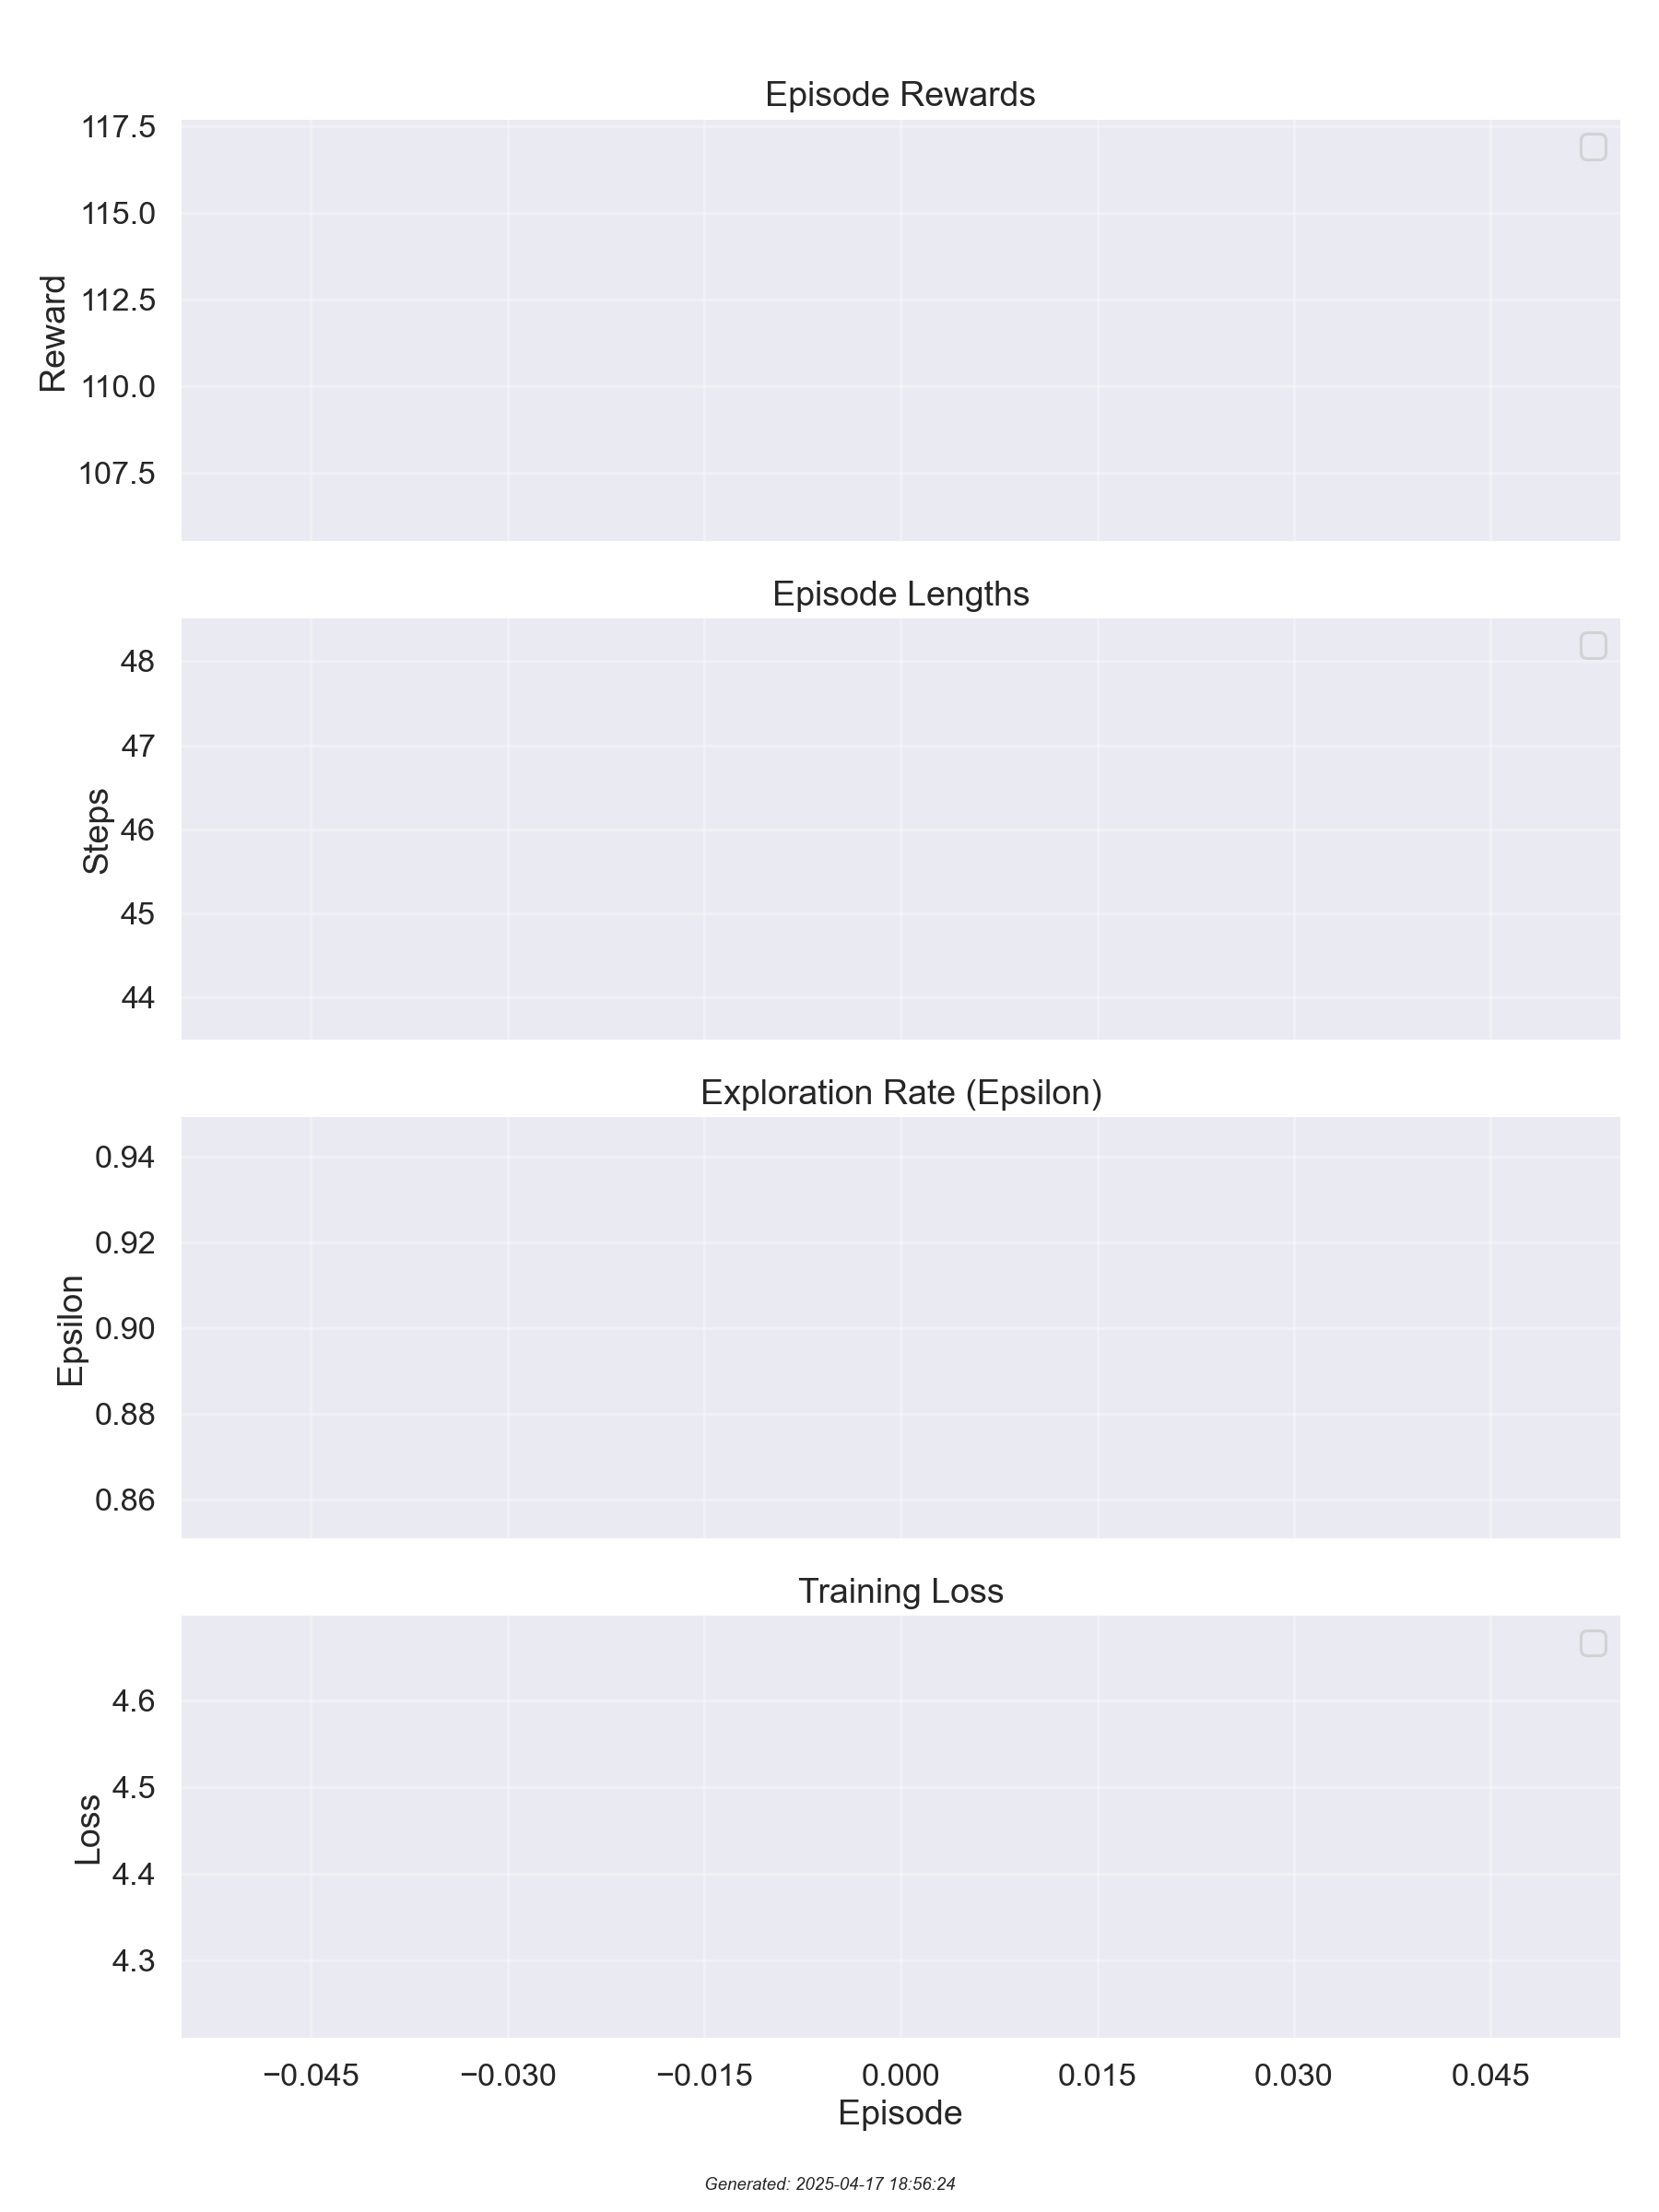 Episode Rewards
117.5
115.0
112.5
110.0
107.5
Reward
Episode Lengths
48
47
46
45
44
Steps
Exploration Rate (Epsilon)
0.94
0.92
0.90
0.88
0.86
Epsilon
Training Loss
4.6
4.5
4.4
4.3
Loss
−0.045 −0.030 −0.015 0.000 0.015 0.030 0.045
Episode
Generated: 2025-04-17 18:56:24